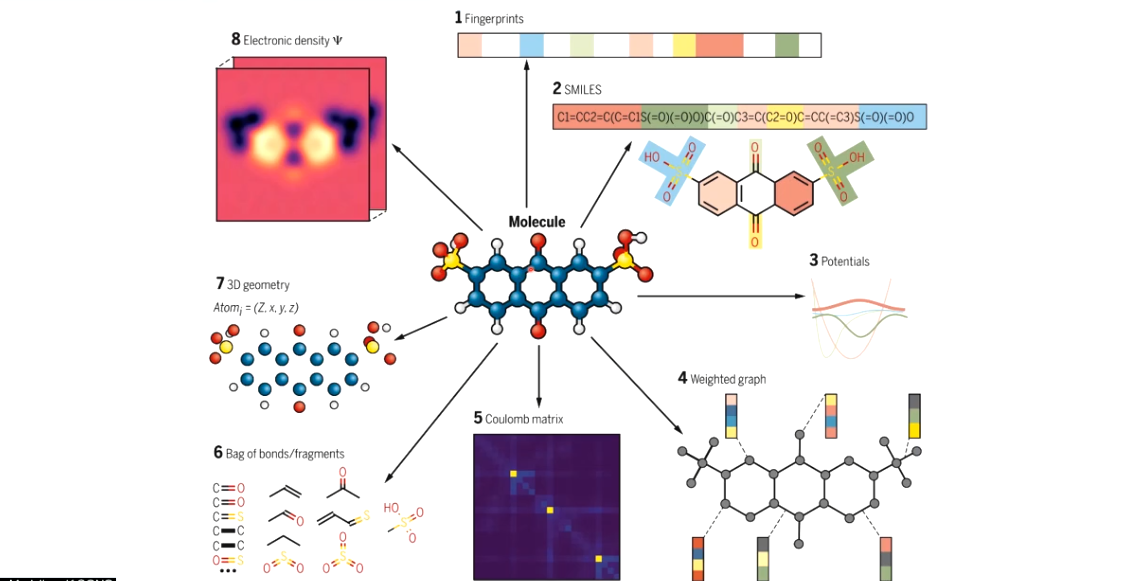 1 Fingerprints
8 Electronic density Ψ
2 SMILES
C1=CC2=C(C=C1S(=O)(=O)O)C(=O)C3=C(C2=O)C=CC(=C3)S(=O)(=O)O
HO
O
S
O
O
O
O
S
OH
O
Molecule
3 Potentials
7 3D geometry
Atomⱼ = (Z, x, y, z)
4 Weighted graph
5 Coulomb matrix
6 Bag of bonds/fragments
C=O
C=O
C=S
C C
C C
O=S
•••
O
O
S
HO
S
O
O
O
S
O
O
S
O
O